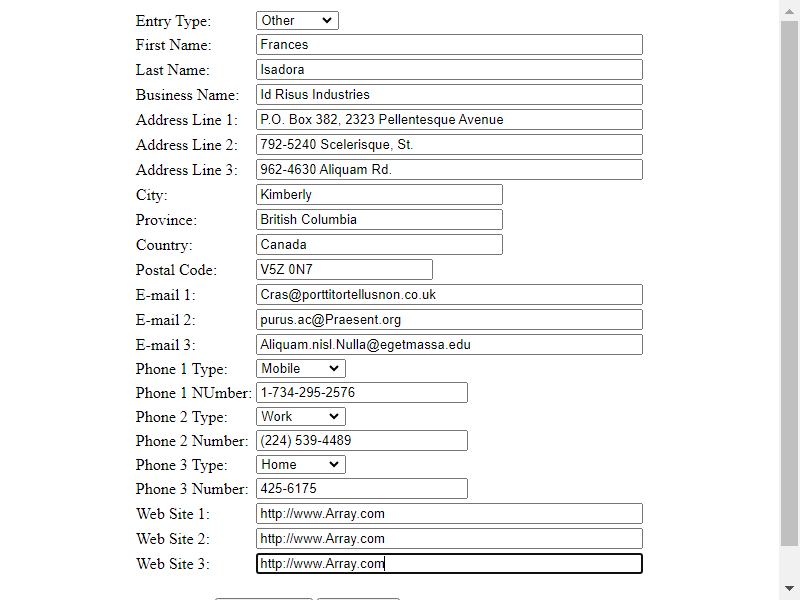 Entry Type: Other
First Name: Frances
Last Name: Isadora
Business Name: Id Risus Industries
Address Line 1: P.O. Box 382, 2323 Pellentesque Avenue
Address Line 2: 792-5240 Scelerisque, St.
Address Line 3: 962-4630 Aliquam Rd.
City: Kimberly
Province: British Columbia
Country: Canada
Postal Code: V5Z 0N7
E-mail 1: Cras@porttitortellusnon.co.uk
E-mail 2: purus.ac@Praesent.org
E-mail 3: Aliquam.nisl.Nulla@egetmassa.edu
Phone 1 Type: Mobile
Phone 1 NUmber: 1-734-295-2576
Phone 2 Type: Work
Phone 2 Number: (224) 539-4489
Phone 3 Type: Home
Phone 3 Number: 425-6175
Web Site 1: http://www.Array.com
Web Site 2: http://www.Array.com
Web Site 3: http://www.Array.com